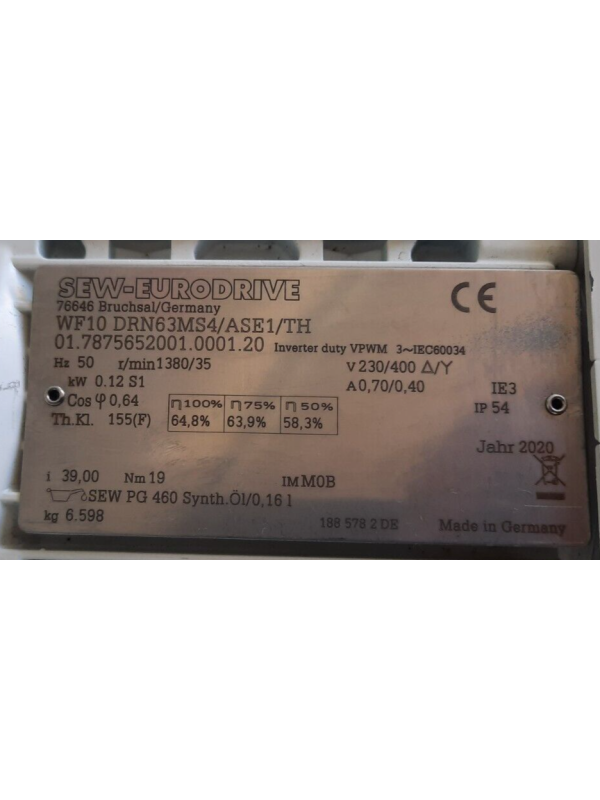 SEW-EURODRIVE
76646 Bruchsal/Germany
CE
WF10 DRN63MS4/ASE1/TH
01.7875652001.0001.20 Inverter duty VPWM 3~IEC60034
Hz 50 r/min 1380/35 V 230/400 Δ/Y
kW 0.12 S1 A 0,70/0,40 IE3
Cos φ 0,64 η100% η75% η50% IP 54
Th.Kl. 155(F) 64,8% 63,9% 58,3%
Jahr 2020
i 39,00 Nm 19 IM M0B
SEW PG 460 Synth.Öl/0,16 l
kg 6.598 188 578 2 DE Made in Germany